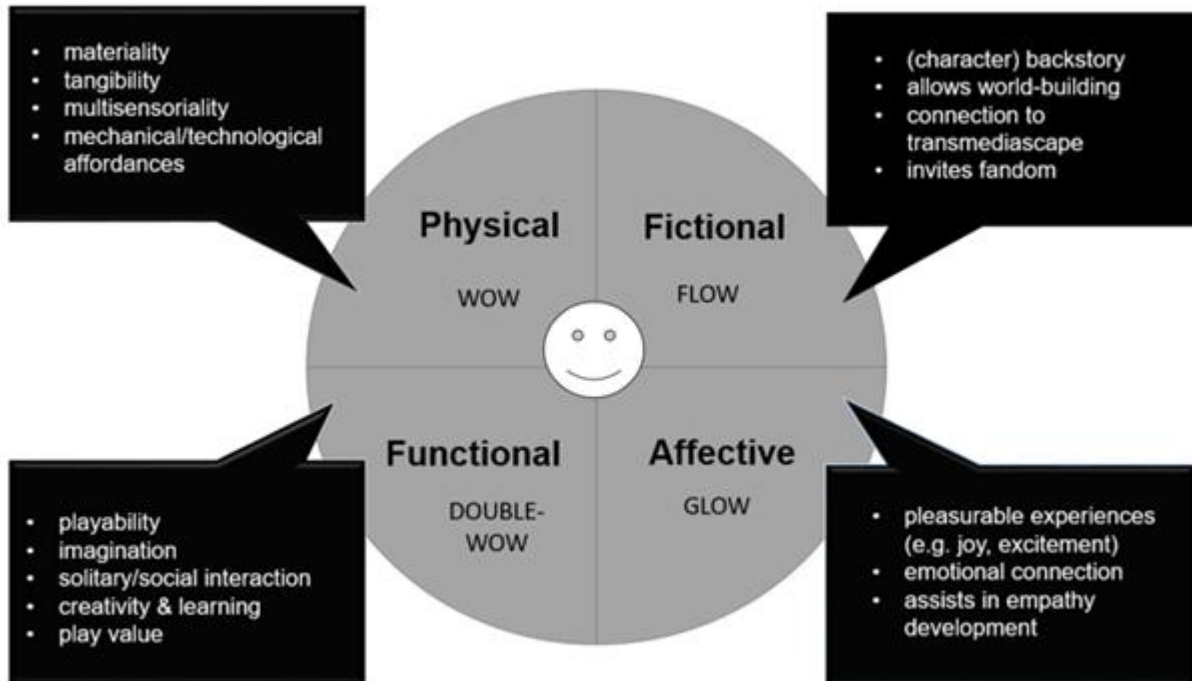 • materiality
• tangibility
• multisensoriality
• mechanical/technological
affordances
• (character) backstory
• allows world-building
• connection to
transmediascape
• invites fandom
Physical
WOW
Fictional
FLOW
Functional
DOUBLE-
WOW
Affective
GLOW
• playability
• imagination
• solitary/social interaction
• creativity & learning
• play value
• pleasurable experiences
(e.g. joy, excitement)
• emotional connection
• assists in empathy
development